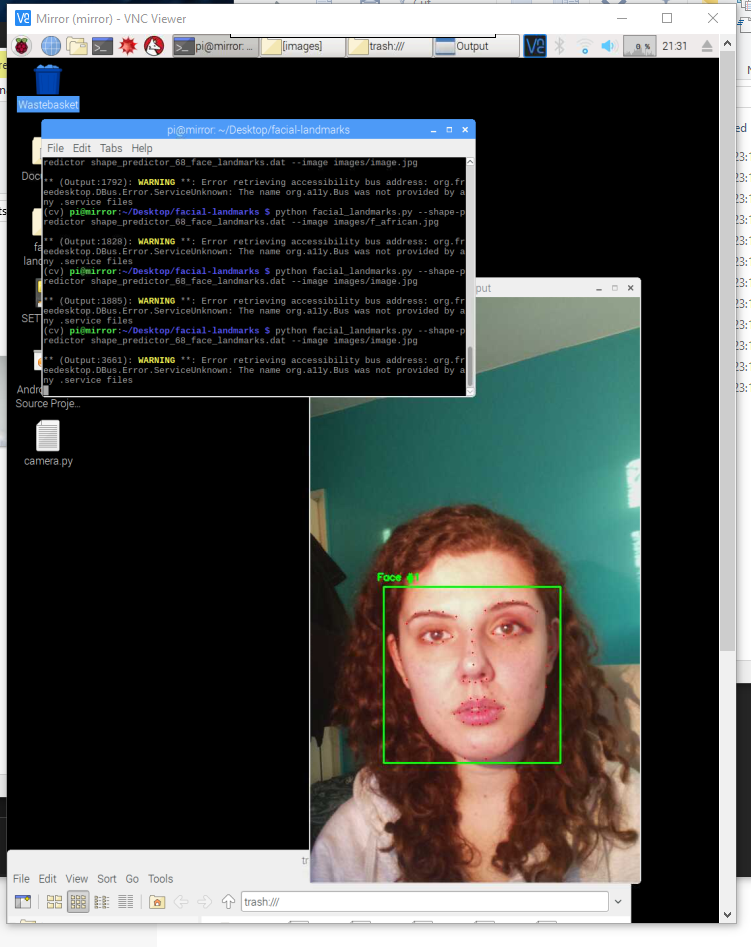 Mirror (mirror) - VNC Viewer
pi@mirror: ...
[images]
trash:///
Output
0 %
21:31
Wastebasket
pi@mirror: ~/Desktop/facial-landmarks
File Edit Tabs Help
redictor shape_predictor_68_face_landmarks.dat --image images/image.jpg
** (Output:1792): WARNING **: Error retrieving accessibility bus address: org.fr
eedesktop.DBus.Error.ServiceUnknown: The name org.a11y.Bus was not provided by a
ny .service files
(cv) pi@mirror:~/Desktop/facial-landmarks $ python facial_landmarks.py --shape-p
redictor shape_predictor_68_face_landmarks.dat --image images/f_african.jpg
** (Output:1828): WARNING **: Error retrieving accessibility bus address: org.fr
eedesktop.DBus.Error.ServiceUnknown: The name org.a11y.Bus was not provided by a
ny .service files
(cv) pi@mirror:~/Desktop/facial-landmarks $ python facial_landmarks.py --shape-p
redictor shape_predictor_68_face_landmarks.dat --image images/image.jpg
** (Output:1885): WARNING **: Error retrieving accessibility bus address: org.fr
eedesktop.DBus.Error.ServiceUnknown: The name org.a11y.Bus was not provided by a
ny .service files
(cv) pi@mirror:~/Desktop/facial-landmarks $ python facial_landmarks.py --shape-p
redictor shape_predictor_68_face_landmarks.dat --image images/image.jpg
** (Output:3661): WARNING **: Error retrieving accessibility bus address: org.fr
eedesktop.DBus.Error.ServiceUnknown: The name org.a11y.Bus was not provided by a
ny .service files
Docu
fa
land
SET
Andro
Source Proje...
camera.py
put
Face #1
tr
File Edit View Sort Go Tools
trash:///